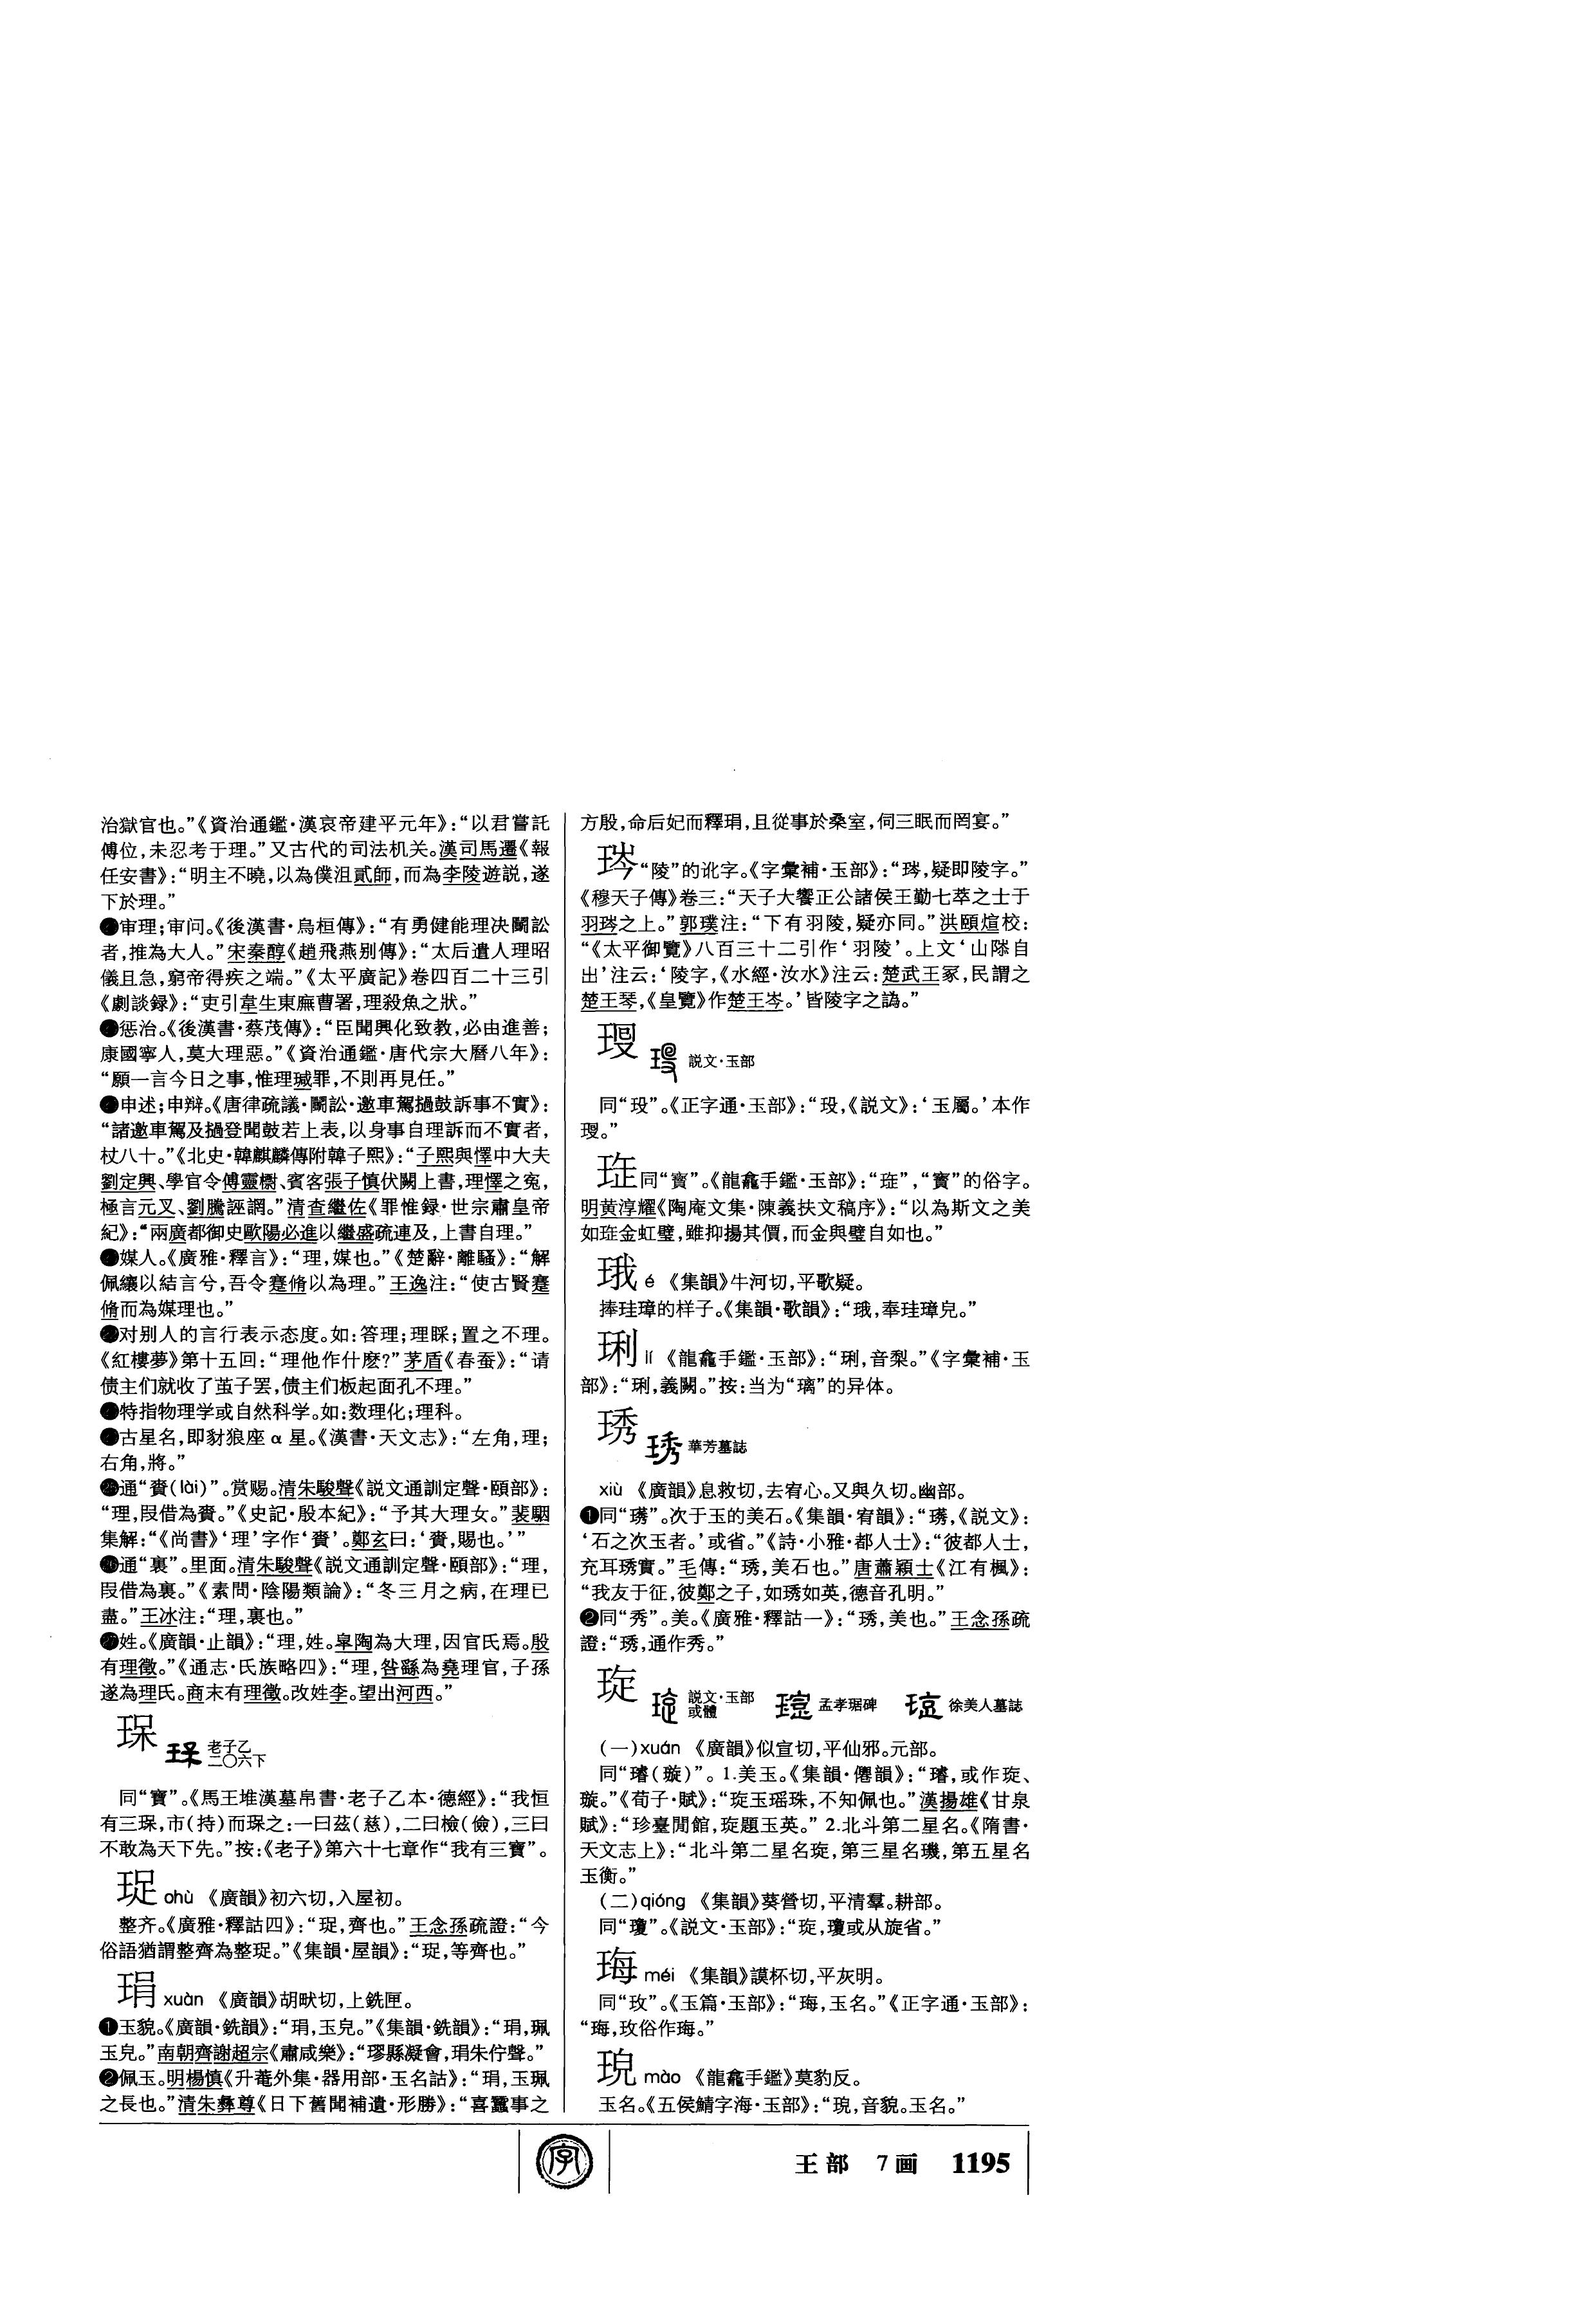 治獄官也。”《資治通鑑·漢哀帝建平元年》：“以君嘗託
傅位，未忍考于理。”又古代的司法机关。漢司馬遷《報
任安書》：“明主不曉，以為僕沮貳師，而為李陵遊説，遂
下於理。”
审理；审问。《後漢書·烏桓傳》：“有勇健能理决鬭訟
者，推為大人。”宋秦醇《趙飛燕别傳》：“太后遣人理昭
儀且急，窮帝得疾之端。”《太平廣記》卷四百二十三引
《劇談録》：“吏引韋生東廡曹署，理殺魚之狀。”
惩治。《後漢書·蔡茂傳》：“臣聞興化致教，必由進善；
康國寧人，莫大理惡。”《資治通鑑·唐代宗大曆八年》：
“願一言今日之事，惟理瑊罪，不則再見任。”
申述；申辩。《唐律疏議·鬭訟·邀車駕撾鼓訴事不實》：
“諸邀車駕及撾登聞鼓若上表，以身事自理訴而不實者，
杖八十。”《北史·韓麒麟傳附韓子熙》：“子熙與懌中大夫
劉定興、學官令傅靈𣟄、賓客張子慎伏闕上書，理懌之冤，
極言元叉、劉騰誣罔。”清查繼佐《罪惟録·世宗肅皇帝
紀》：“兩廣都御史歐陽必進以繼盛疏連及，上書自理。”
媒人。《廣雅·釋言》：“理，媒也。”《楚辭·離騷》：“解
佩纕以結言兮，吾令蹇脩以為理。”王逸注：“使古賢蹇
脩而為媒理也。”
对别人的言行表示态度。如：答理；理睬；置之不理。
《紅樓夢》第十五回：“理他作什麽？”茅盾《春蚕》：“请
债主们就收了茧子罢，债主们板起面孔不理。”
特指物理学或自然科学。如：数理化；理科。
古星名，即豺狼座 α 星。《漢書·天文志》：“左角，理；
右角，將。”
通“賚(lài)”。赏赐。清朱駿聲《説文通訓定聲·頤部》：
“理，叚借為賚。”《史記·殷本紀》：“予其大理女。”裴駰
集解：“《尚書》‘理’字作‘賚’。鄭玄曰：‘賚，賜也。’”
通“裏”。里面。清朱駿聲《説文通訓定聲·頤部》：“理，
叚借為裏。”《素問·陰陽類論》：“冬三月之病，在理已
盡。”王冰注：“理，裏也。”
姓。《廣韻·止韻》：“理，姓。皋陶為大理，因官氏焉。殷
有理徵。”《通志·氏族略四》：“理，咎繇為堯理官，子孫
遂為理氏。商末有理徵。改姓李。望出河西。”
珤 老子乙
二〇六下
同“寶”。《馬王堆漢墓帛書·老子乙本·德經》：“我恒
有三琛，市(持)而琛之：一曰茲(慈)，二曰檢(儉)，三曰
不敢為天下先。”按：《老子》第六十七章作“我有三寶”。
珿 chù 《廣韻》初六切，入屋初。
整齐。《廣雅·釋詁四》：“珿，齊也。”王念孫疏證：“今
俗語猶謂整齊為整珿。”《集韻·屋韻》：“珿，等齊也。”
琄 xuàn 《廣韻》胡畎切，上銑匣。
❶玉貌。《廣韻·銑韻》：“琄，玉皃。”《集韻·銑韻》：“琄，珮
玉皃。”南朝齊謝超宗《肅咸樂》：“璆縣凝會，琄朱佇聲。”
❷佩玉。明楊慎《升菴外集·器用部·玉名詁》：“琄，玉珮
之長也。”清朱彝尊《日下舊聞補遺·形勝》：“喜蠶事之
方殷，命后妃而釋琄，且從事於桑室，伺三眠而罔宴。”
“陵”的讹字。《字彙補·玉部》：“，疑即陵字。”
《穆天子傳》卷三：“天子大饗正公諸侯王勤七萃之士于
羽之上。”郭璞注：“下有羽陵，疑亦同。”洪頤煊校：
“《太平御覽》八百三十二引作‘羽陵’。上文‘山自
出’注云：‘陵字，《水經·汝水》注云：楚武王冢，民謂之
楚王琴，《皇覽》作楚王岑。’皆陵字之譌。”
説文·玉部
同“玟”。《正字通·玉部》：“，《説文》：‘玉屬。’本作
。”
同“寶”。《龍龕手鑑·玉部》：“”，“寶”的俗字。
明黄淳耀《陶庵文集·陳義扶文稿序》：“以為斯文之美
如金虹璧，雖抑揚其價，而金與璧自如也。”
珴 é 《集韻》牛河切，平歌疑。
捧珪璋的样子。《集韻·歌韻》：“珴，奉珪璋皃。”
琍 lí 《龍龕手鑑·玉部》：“琍，音梨。”《字彙補·玉
部》：“琍，義闕。”按：当为“璃”的异体。
琇 華芳墓誌
xiù 《廣韻》息救切，去宥心。又與久切。幽部。
❶同“璓”。次于玉的美石。《集韻·宥韻》：“璓，《説文》：
‘石之次玉者。’或省。”《詩·小雅·都人士》：“彼都人士，
充耳琇實。”毛傳：“琇，美石也。”唐蕭穎士《江有楓》：
“我友于征，彼鄭之子，如琇如英，德音孔明。”
❷同“秀”。美。《廣雅·釋詁一》：“琇，美也。”王念孫疏
證：“琇，通作秀。”
琁 説文·玉部
或體 孟孝琚碑 徐美人墓誌
(一)xuán 《廣韻》似宣切，平仙邪。元部。
同“璿(璇)”。1.美玉。《集韻·僊韻》：“璿，或作琁、
璇。”《荀子·賦》：“琁玉瑶珠，不知佩也。”漢揚雄《甘泉
賦》：“珍臺閒館，琁題玉英。” 2.北斗第二星名。《隋書·
天文志上》：“北斗第二星名琁，第三星名璣，第五星名
玉衡。”
(二)qióng 《集韻》葵營切，平清羣。耕部。
同“瓊”。《説文·玉部》：“琁，瓊或从旋省。”
珻 méi 《集韻》謨杯切，平灰明。
同“玫”。《玉篇·玉部》：“珻，玉名。”《正字通·玉部》：
“珻，玫俗作珻。”
mào 《龍龕手鑑》莫豹反。
玉名。《五侯鯖字海·玉部》：“，音貌。玉名。”
字
王部 7画 1195